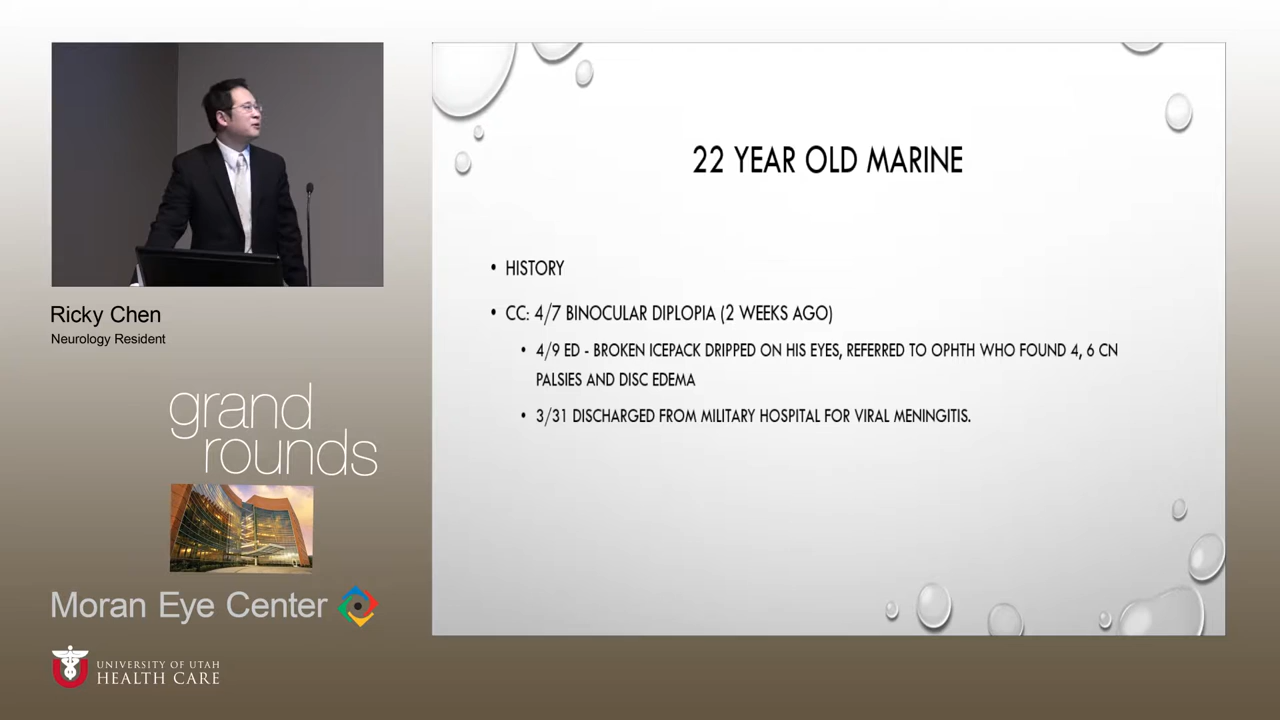 22 YEAR OLD MARINE
• HISTORY
• CC: 4/7 BINOCULAR DIPLOPIA (2 WEEKS AGO)
• 4/9 ED - BROKEN ICEPACK DRIPPED ON HIS EYES, REFERRED TO OPHTH WHO FOUND 4, 6 CN
PALSIES AND DISC EDEMA
• 3/31 DISCHARGED FROM MILITARY HOSPITAL FOR VIRAL MENINGITIS.
Ricky Chen
Neurology Resident
grand
rounds
Moran Eye Center
UNIVERSITY OF UTAH
HEALTH CARE